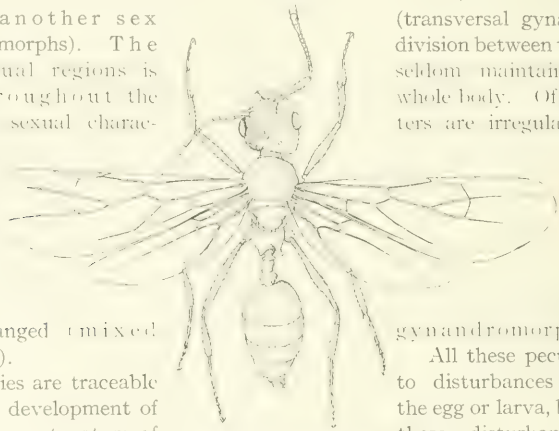 another sex (transversal gyna
morphs). The division between
ual regions is seldom maintain
roughout the whole body. Of
sexual charac- ters are irregula
anged (mixed gynandromorp
). All these pecu
ies are traceable to disturbances
development of the egg or larva, b